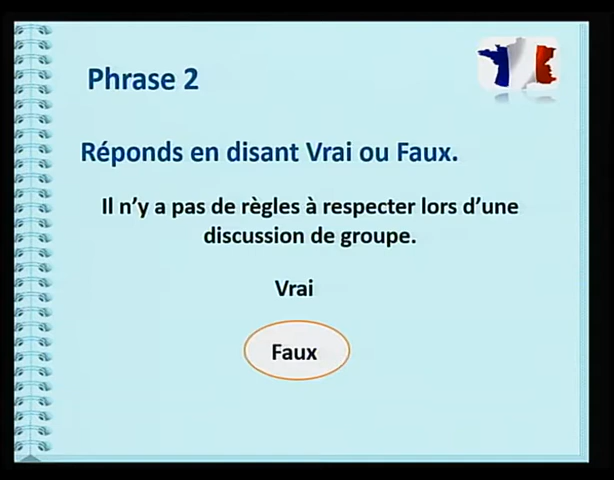 Phrase 2
Réponds en disant Vrai ou Faux.
Il n’y a pas de règles à respecter lors d’une
discussion de groupe.
Vrai
Faux